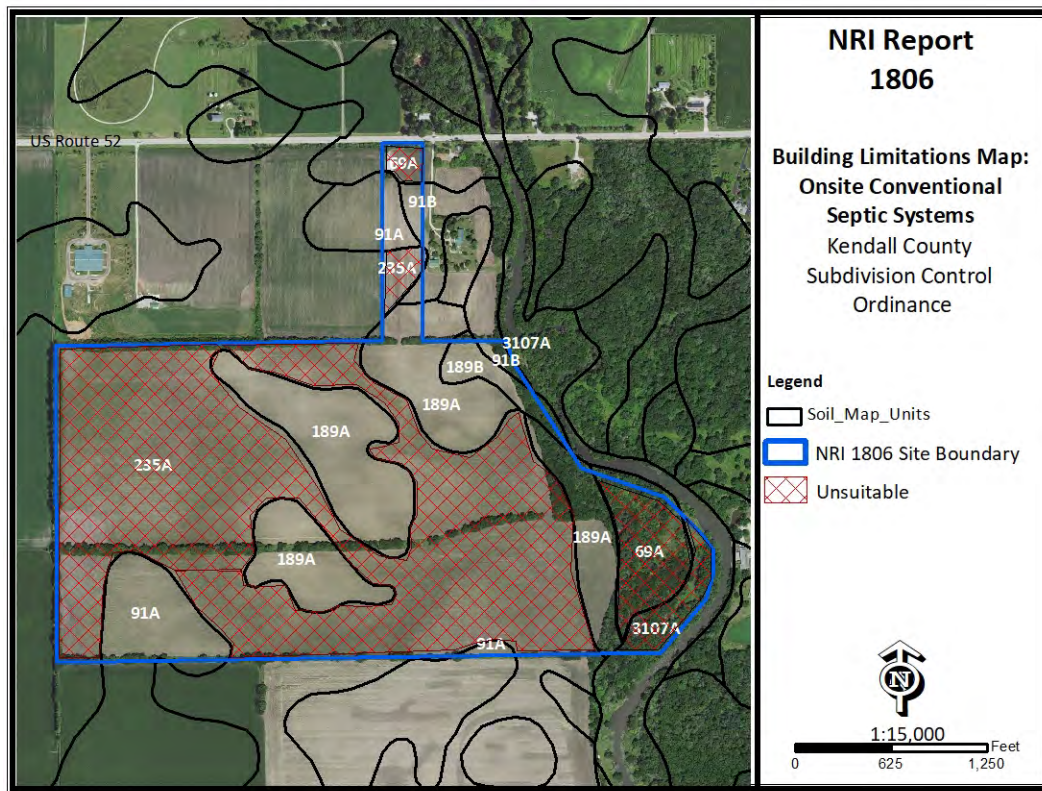 NRI Report
1806
Building Limitations Map:
Onsite Conventional
Septic Systems
Kendall County
Subdivision Control
Ordinance
Legend
Soil_Map_Units
NRI 1806 Site Boundary
Unsuitable
N
1:15,000
Feet
0 625 1,250
US Route 52
69A
91B
91A
235A
3107A
91B
189B
189A
189A
235A
189A
69A
189A
91A
3107A
91A